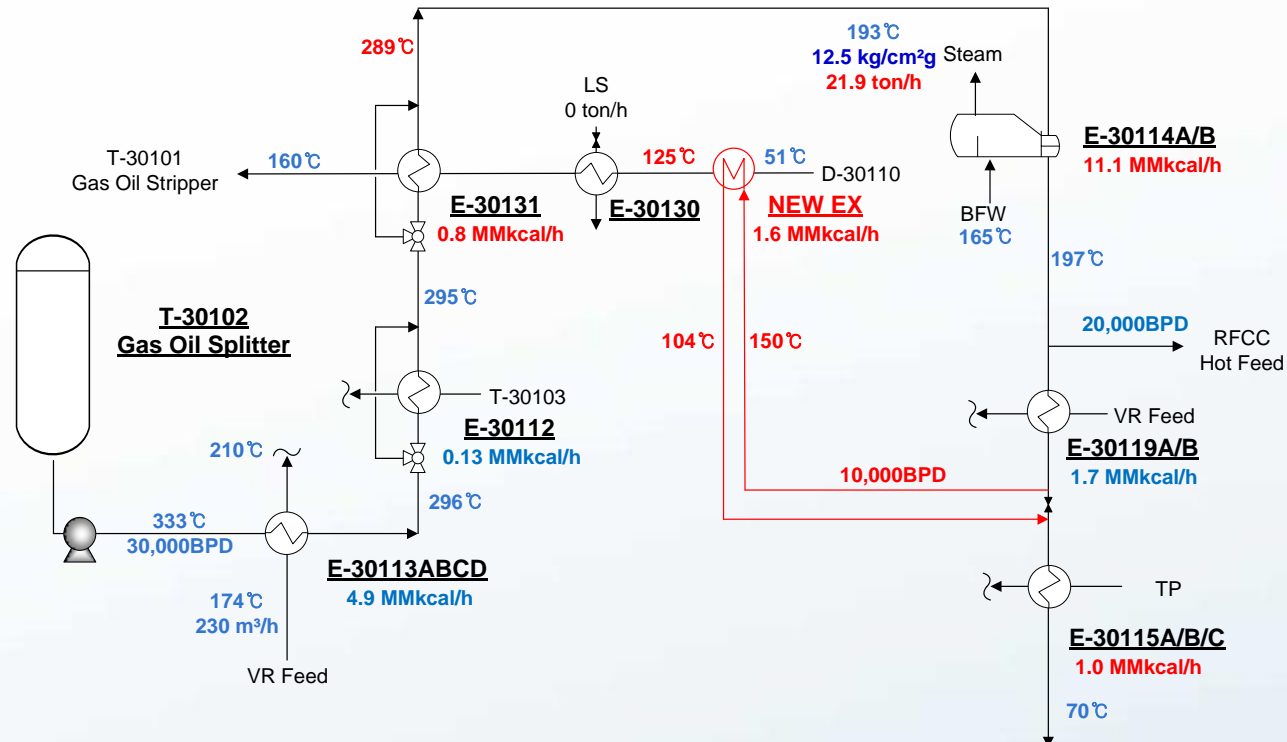 289℃
193℃
12.5 kg/cm²g
21.9 ton/h
Steam
LS
0 ton/h
T-30101
Gas Oil Stripper
160℃
125℃
51℃
D-30110
E-30114A/B
11.1 MMkcal/h
E-30131
0.8 MMkcal/h
E-30130
NEW EX
1.6 MMkcal/h
BFW
165℃
197℃
295℃
T-30102
Gas Oil Splitter
104℃
150℃
20,000BPD
RFCC
Hot Feed
T-30103
E-30112
0.13 MMkcal/h
VR Feed
E-30119A/B
1.7 MMkcal/h
210℃
10,000BPD
296℃
333℃
30,000BPD
E-30113ABCD
4.9 MMkcal/h
174℃
230 m³/h
VR Feed
TP
E-30115A/B/C
1.0 MMkcal/h
70℃